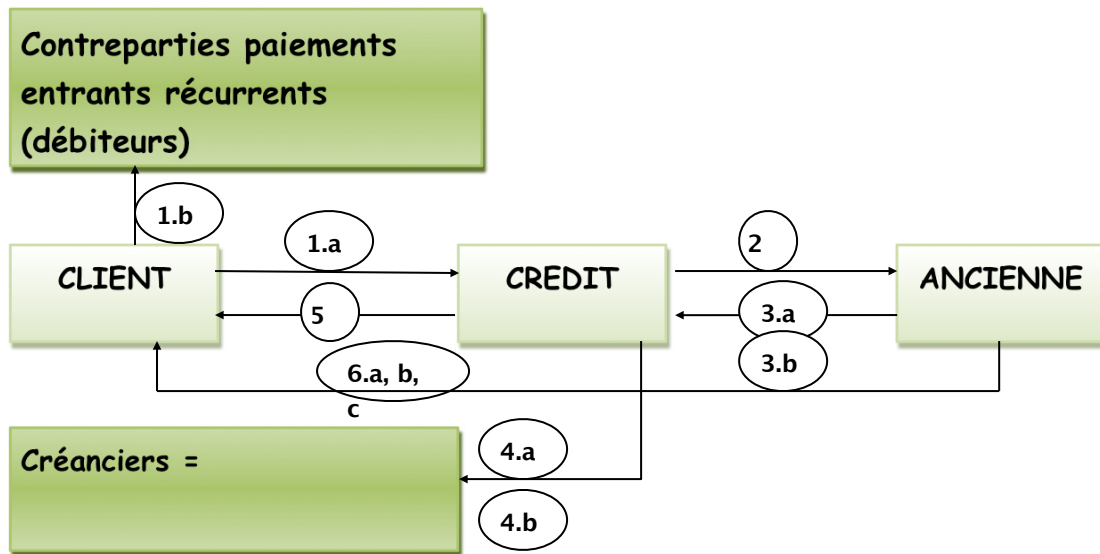 Contreparties paiements
entrants récurrents
(débiteurs)
1.b
1.a
2
CLIENT
CREDIT
ANCIENNE
5
3.a
3.b
6.a, b,
c
Créanciers =
4.a
4.b